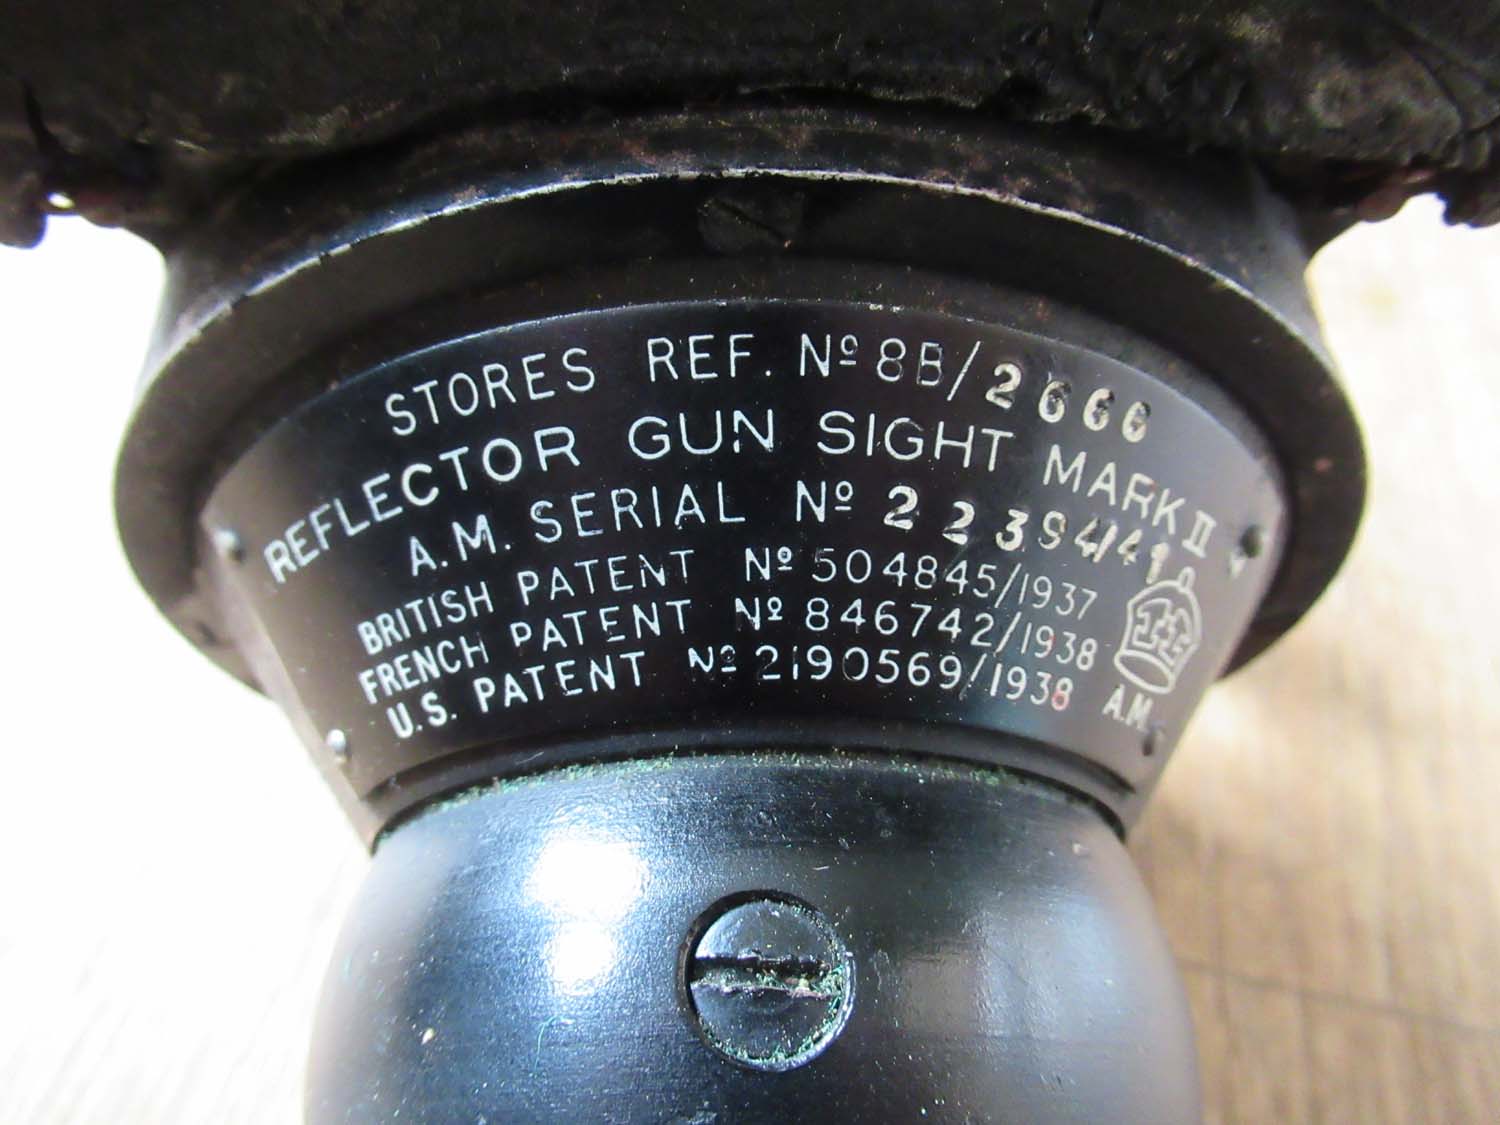 STORES REF. Nº 8B/2666
REFLECTOR GUN SIGHT MARK II
A.M. SERIAL Nº 22394/41
BRITISH PATENT Nº 504845/1937
FRENCH PATENT Nº 846742/1938
U.S. PATENT Nº 2190569/1938
A.M.